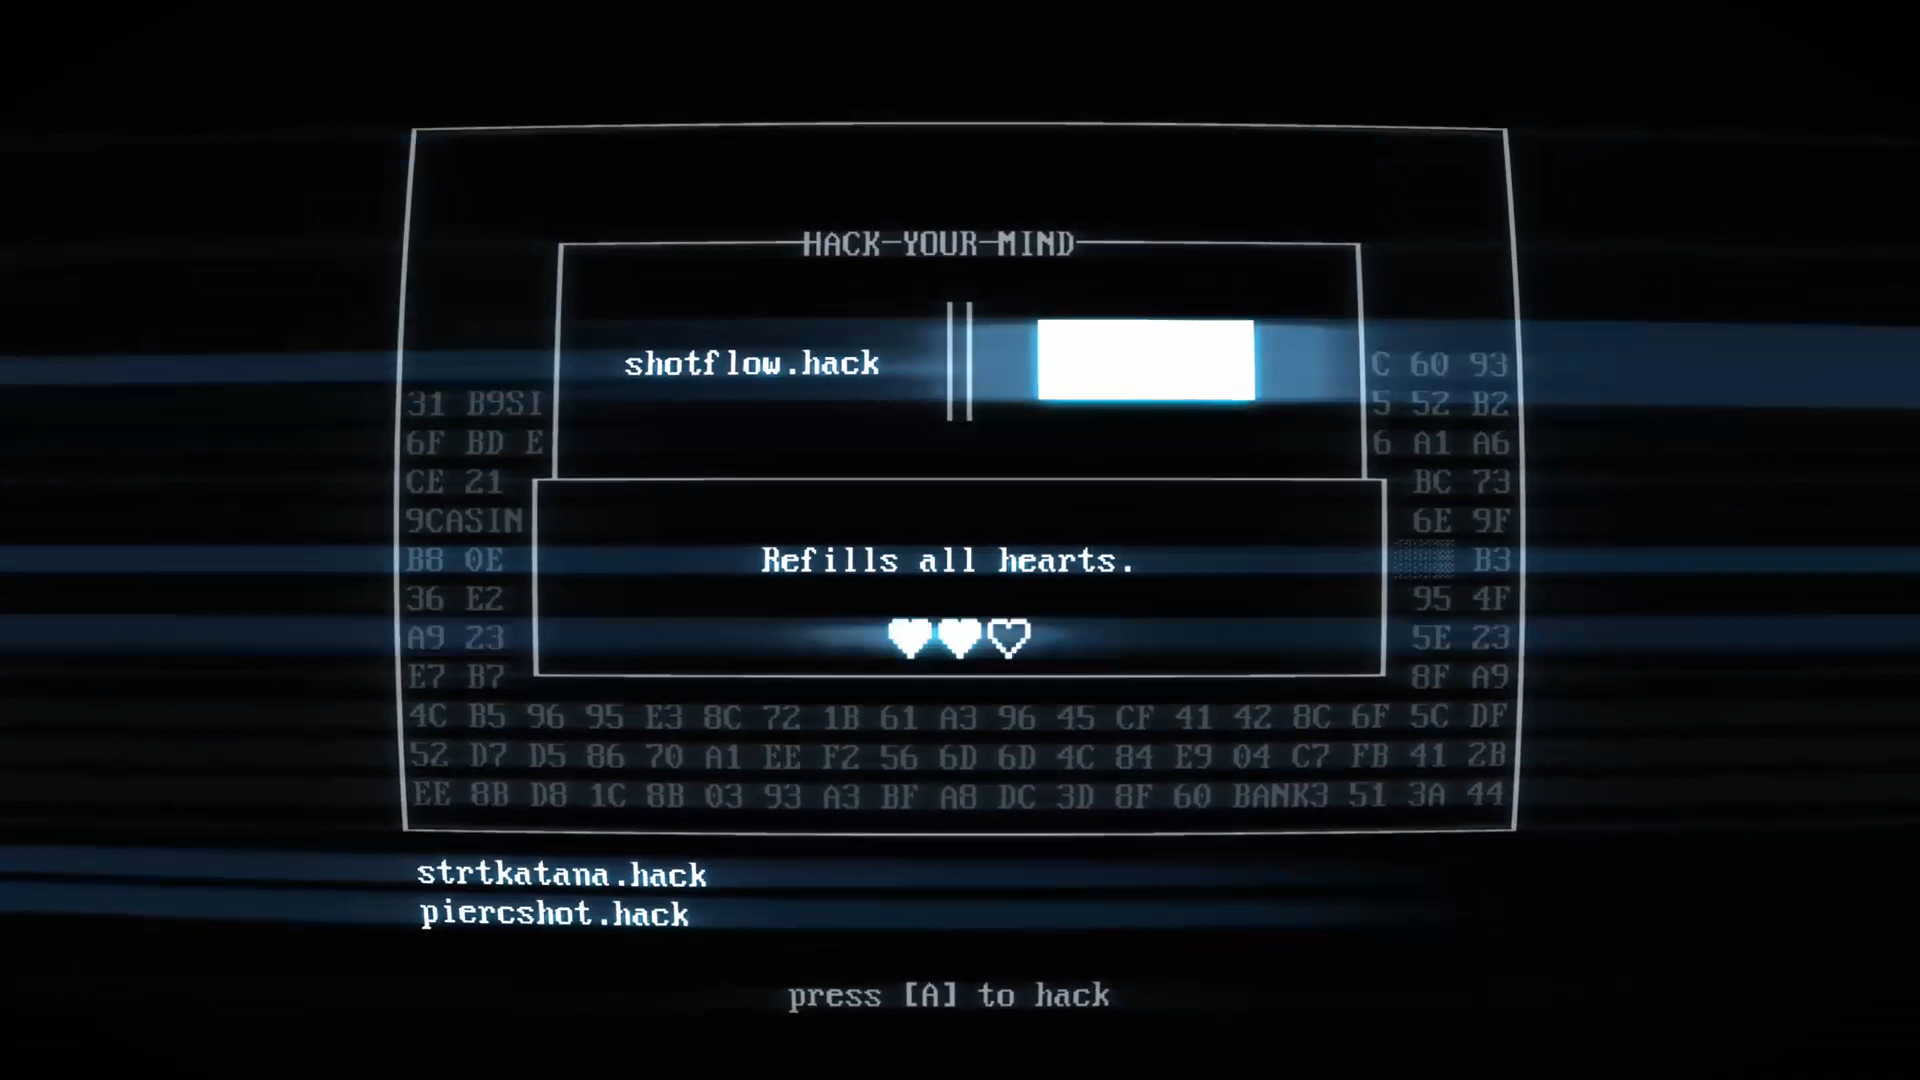 HACK—YOUR—MIND
shotflow.hack
C 60 93
31 B9SI 5 52 B2
6F BD E 6 A1 A6
CE 21 BC 73
9CASIN 6E 9F
Refills all hearts.
B8 0E B3
36 E2 95 4F
A9 23 5E 23
E7 B7 8F A9
4C B5 96 95 E3 8C 72 1B 61 A3 96 45 CF 41 42 8C 6F 5C DF
52 D7 D5 86 70 A1 EE F2 56 6D 6D 4C 84 E9 04 C7 FB 41 2B
EE 8B D8 1C 8B 03 93 A3 BF A8 DC 3D 8F 60 BANK3 51 3A 44
strtkatana.hack
piercshot.hack
press [A] to hack